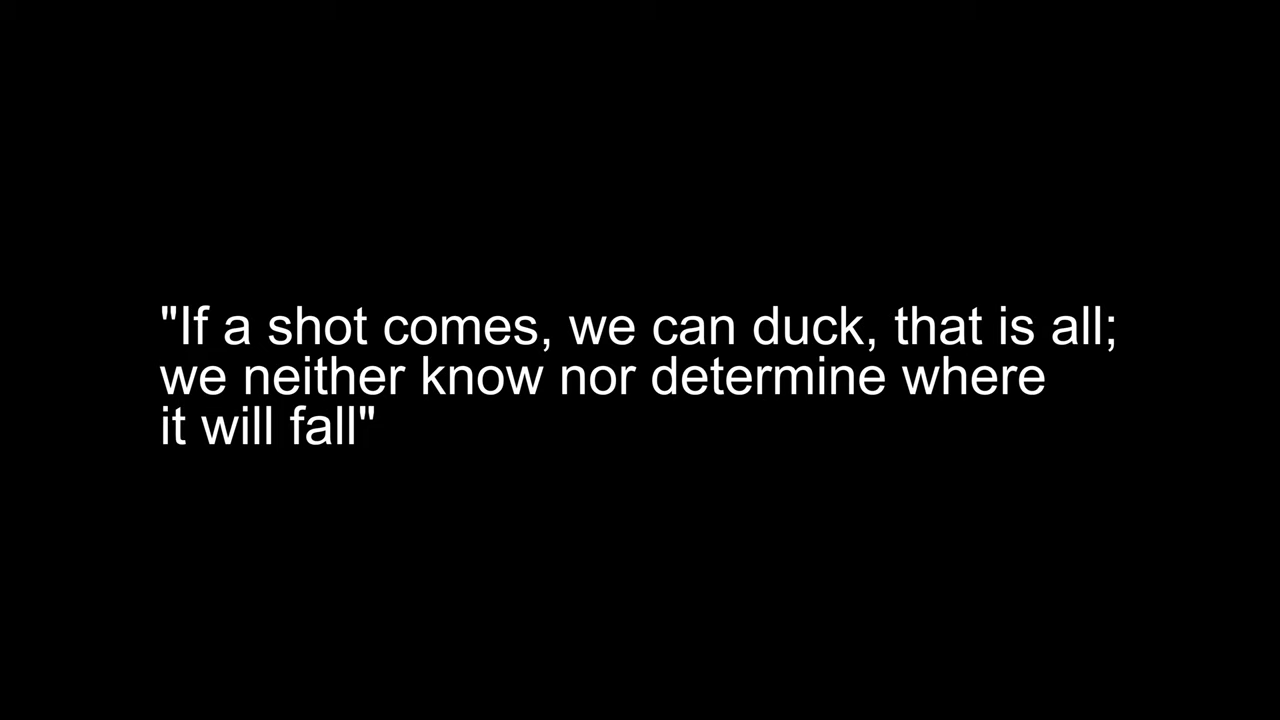 "If a shot comes, we can duck, that is all;
we neither know nor determine where
it will fall"